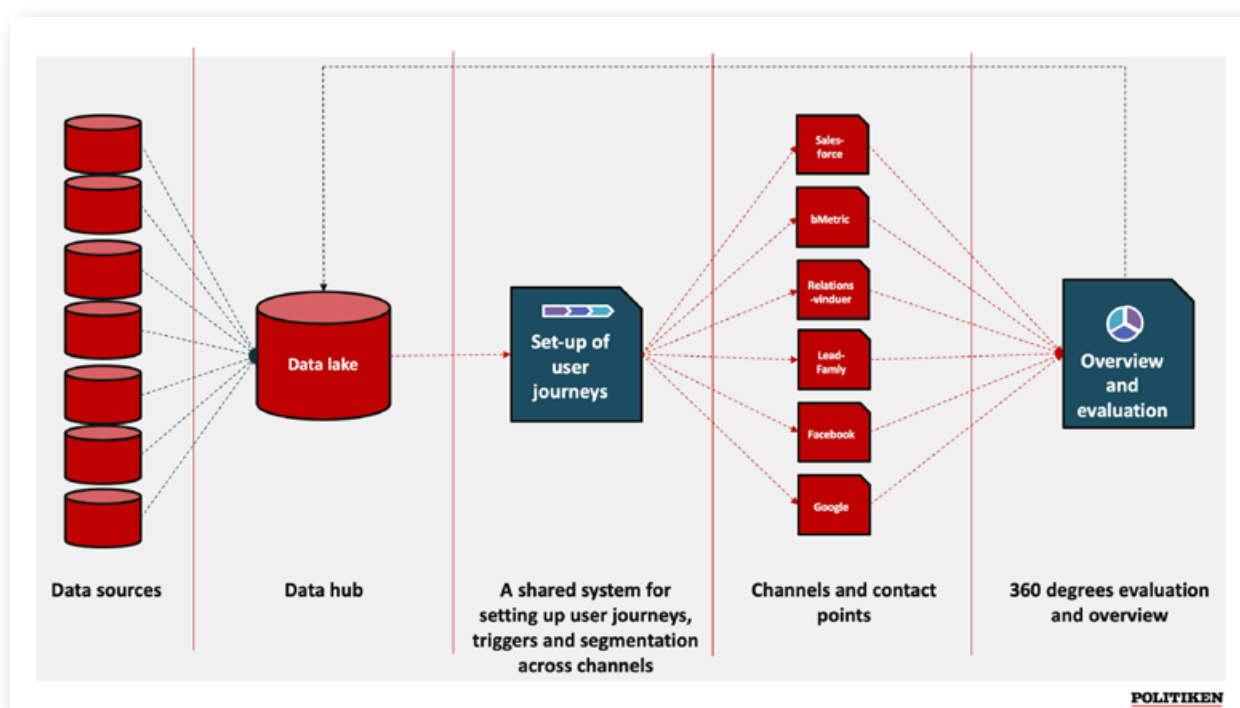 Sales-
force
bMetric
Relations
-vinduer
Lead-
Famly
Facebook
Google
Data lake
Set-up of
user
journeys
Overview
and
evaluation
Data sources
Data hub
A shared system for
setting up user journeys,
triggers and segmentation
across channels
Channels and contact
points
360 degrees evaluation
and overview
POLITIKEN